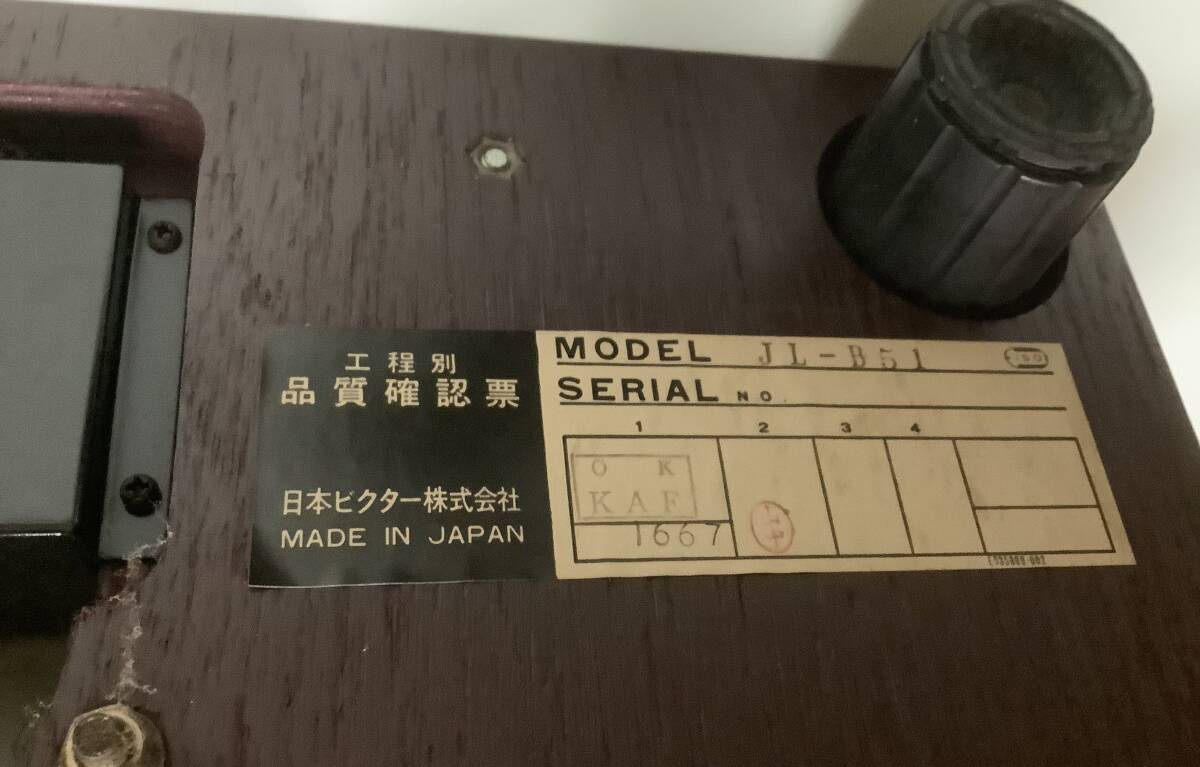 工程別
品質確認票
日本ビクター株式会社
MADE IN JAPAN
MODEL JL-B51
SERIAL NO.
1 2 3 4
O K
KAF
1667